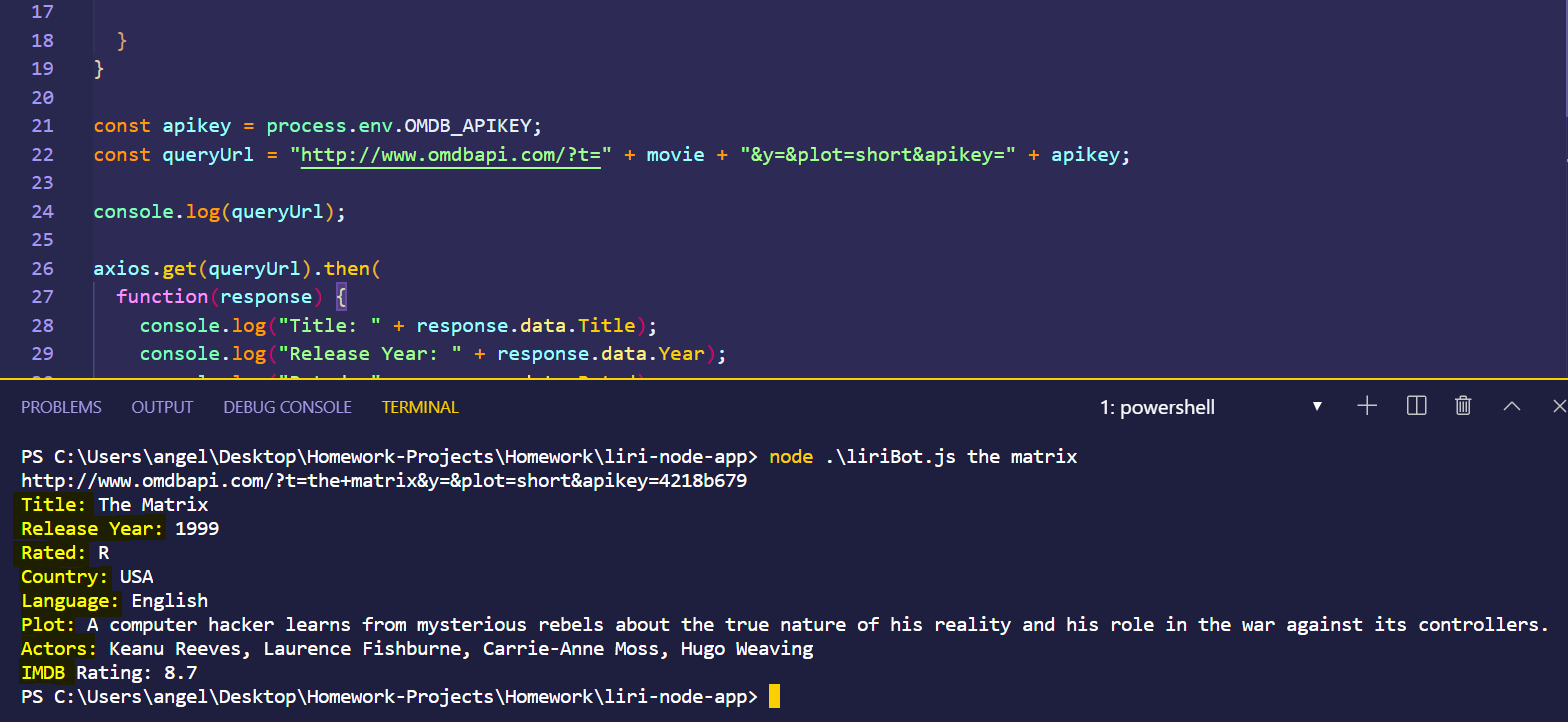 17
18 }
19 }
20
21 const apikey = process.env.OMDB_APIKEY;
22 const queryUrl = "http://www.omdbapi.com/?t=" + movie + "&y=&plot=short&apikey=" + apikey;
23
24 console.log(queryUrl);
25
26 axios.get(queryUrl).then(
27 function(response) {
28 console.log("Title: " + response.data.Title);
29 console.log("Release Year: " + response.data.Year);
PROBLEMS OUTPUT DEBUG CONSOLE TERMINAL 1: powershell
PS C:\Users\angel\Desktop\Homework-Projects\Homework\liri-node-app> node .\liriBot.js the matrix
http://www.omdbapi.com/?t=the+matrix&y=&plot=short&apikey=4218b679
Title: The Matrix
Release Year: 1999
Rated: R
Country: USA
Language: English
Plot: A computer hacker learns from mysterious rebels about the true nature of his reality and his role in the war against its controllers.
Actors: Keanu Reeves, Laurence Fishburne, Carrie-Anne Moss, Hugo Weaving
IMDB Rating: 8.7
PS C:\Users\angel\Desktop\Homework-Projects\Homework\liri-node-app>